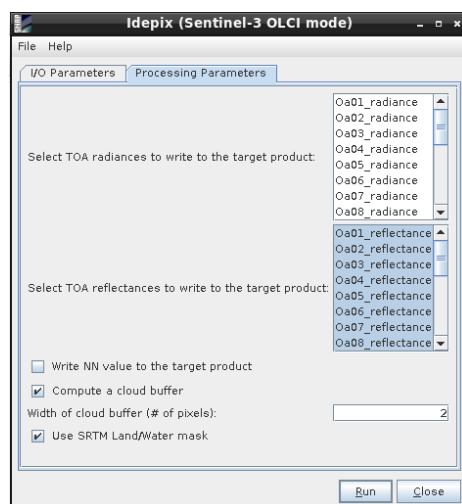 Idepix (Sentinel-3 OLCI mode)
File Help
I/O Parameters Processing Parameters
Select TOA radiances to write to the target product:
Oa01_radiance
Oa02_radiance
Oa03_radiance
Oa04_radiance
Oa05_radiance
Oa06_radiance
Oa07_radiance
Oa08_radiance
Select TOA reflectances to write to the target product:
Oa01_reflectance
Oa02_reflectance
Oa03_reflectance
Oa04_reflectance
Oa05_reflectance
Oa06_reflectance
Oa07_reflectance
Oa08_reflectance
Write NN value to the target product
Compute a cloud buffer
Width of cloud buffer (# of pixels): 2
Use SRTM Land/Water mask
Run Close